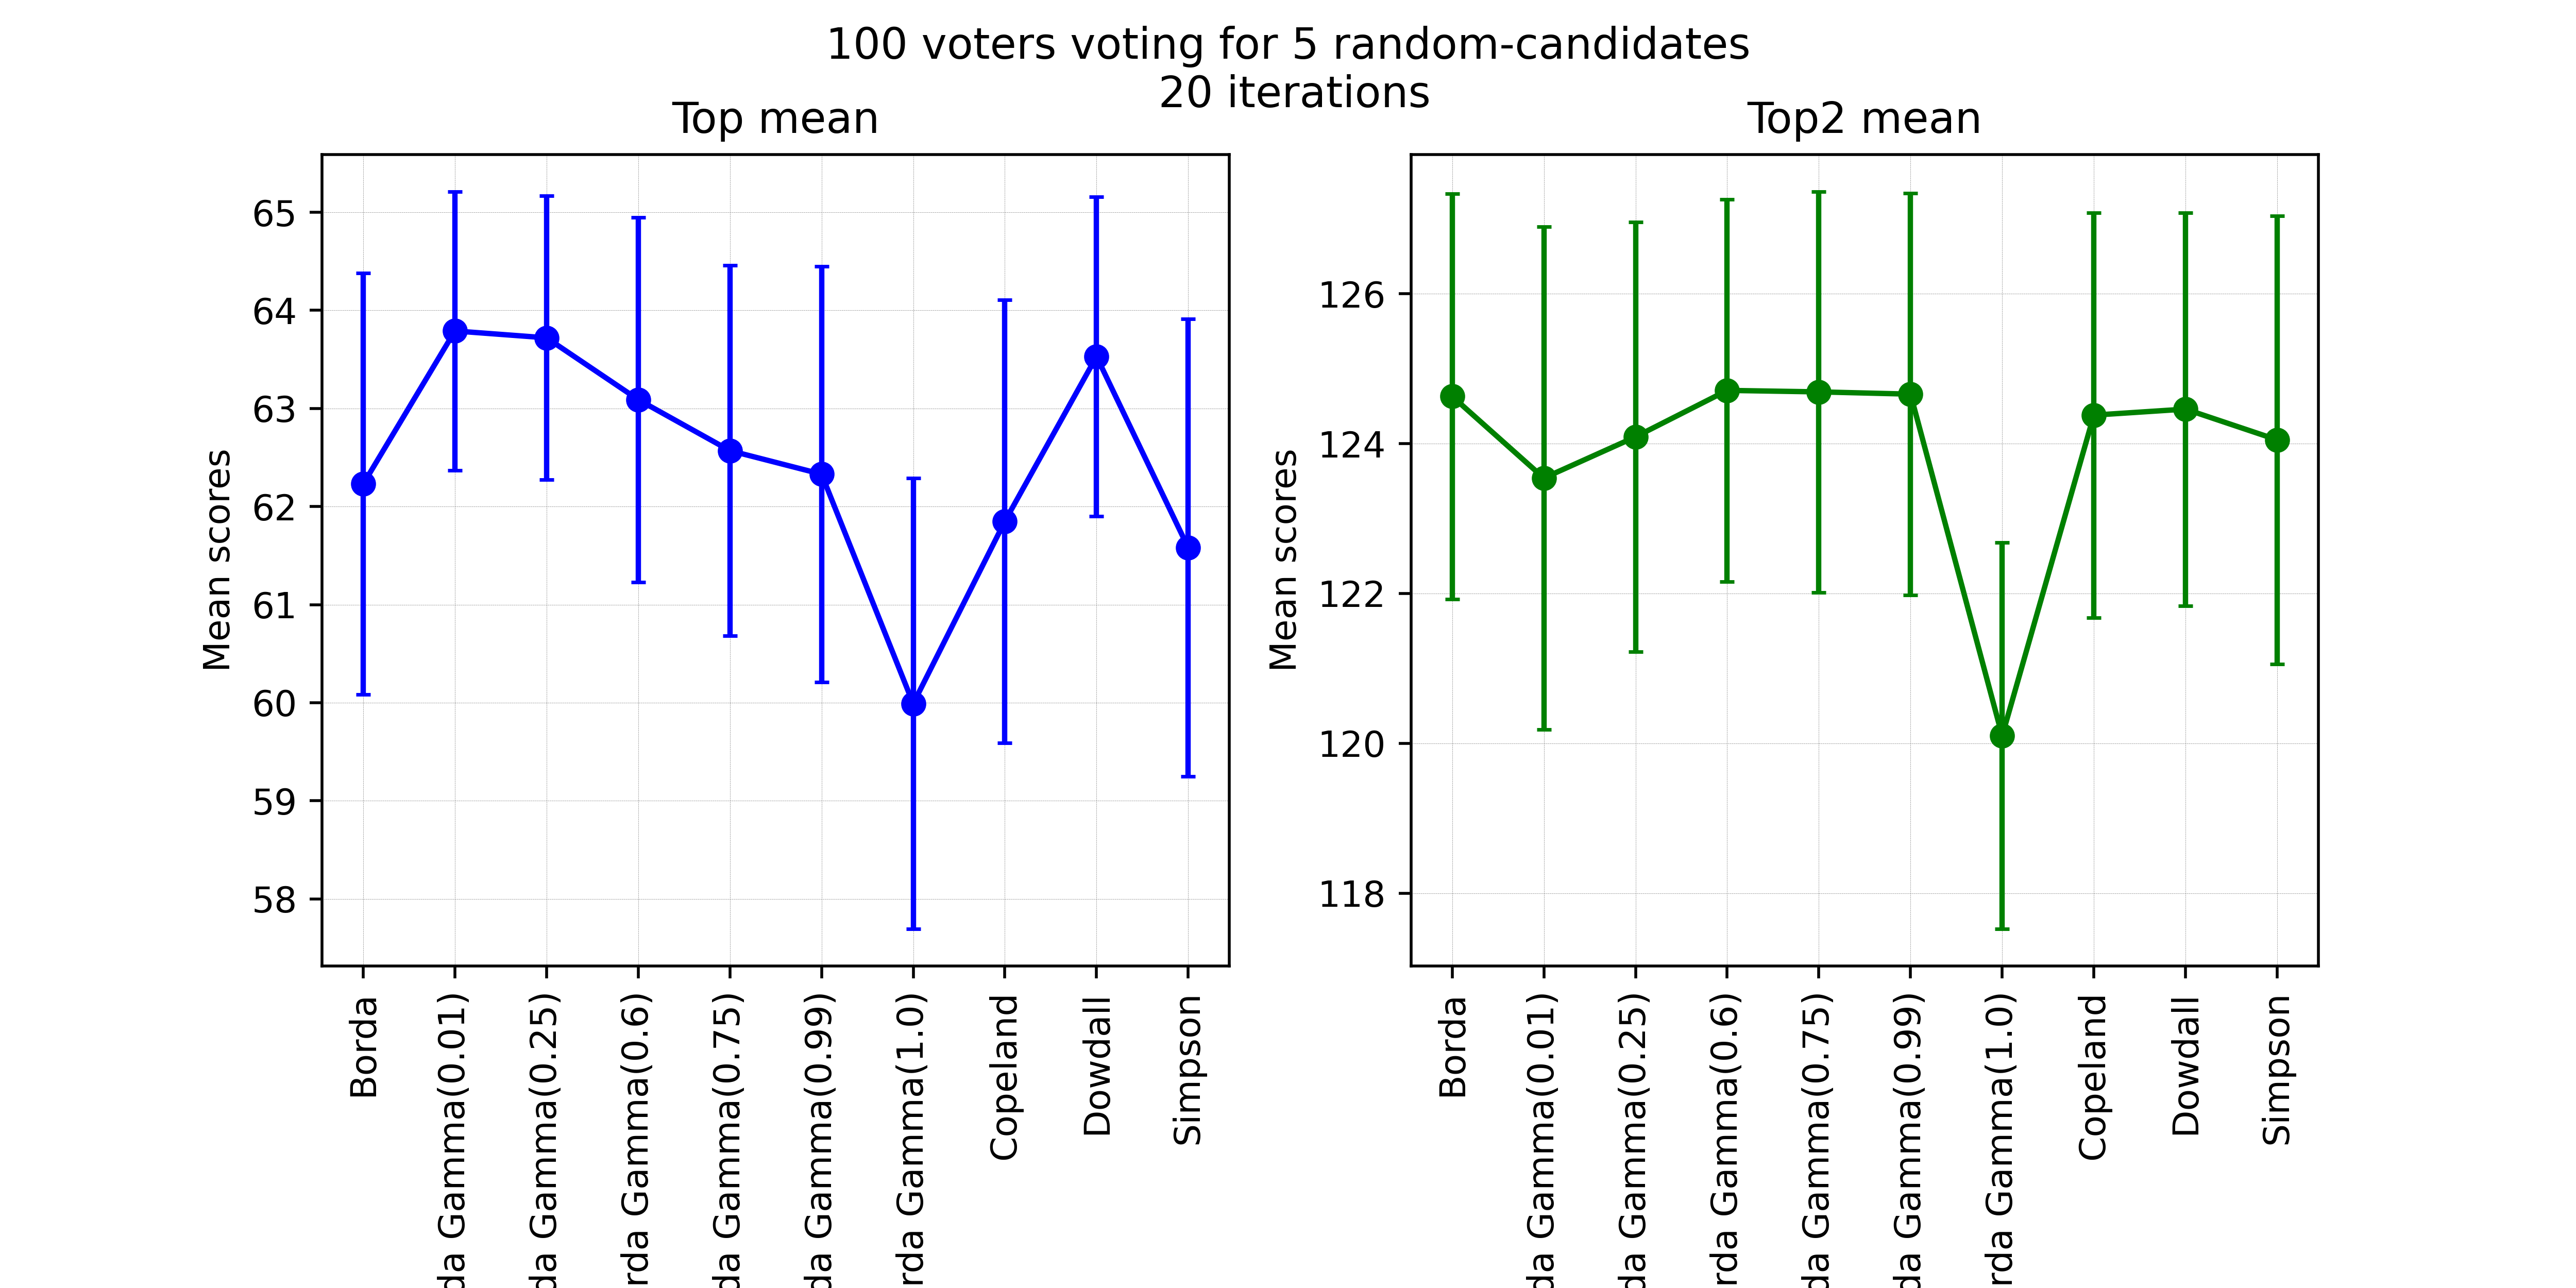 100 voters voting for 5 random-candidates
20 iterations
Top mean
Mean scores
65
64
63
62
61
60
59
58
Borda
da Gamma(0.01)
da Gamma(0.25)
rda Gamma(0.6)
da Gamma(0.75)
da Gamma(0.99)
rda Gamma(1.0)
Copeland
Dowdall
Simpson
Top2 mean
Mean scores
126
124
122
120
118
Borda
da Gamma(0.01)
da Gamma(0.25)
rda Gamma(0.6)
da Gamma(0.75)
da Gamma(0.99)
rda Gamma(1.0)
Copeland
Dowdall
Simpson